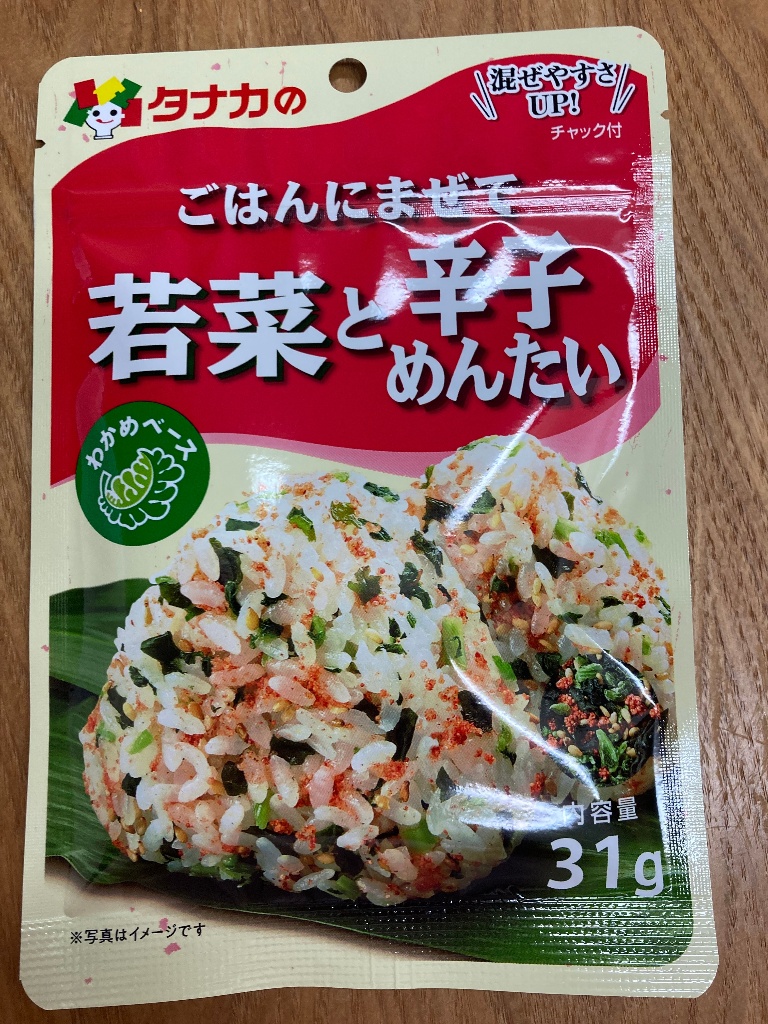 タナカの
混ぜやすさ
UP!
チャック付
ごはんにまぜて
若菜と辛子
めんたい
わかめベース
内容量
31g
※写真はイメージです